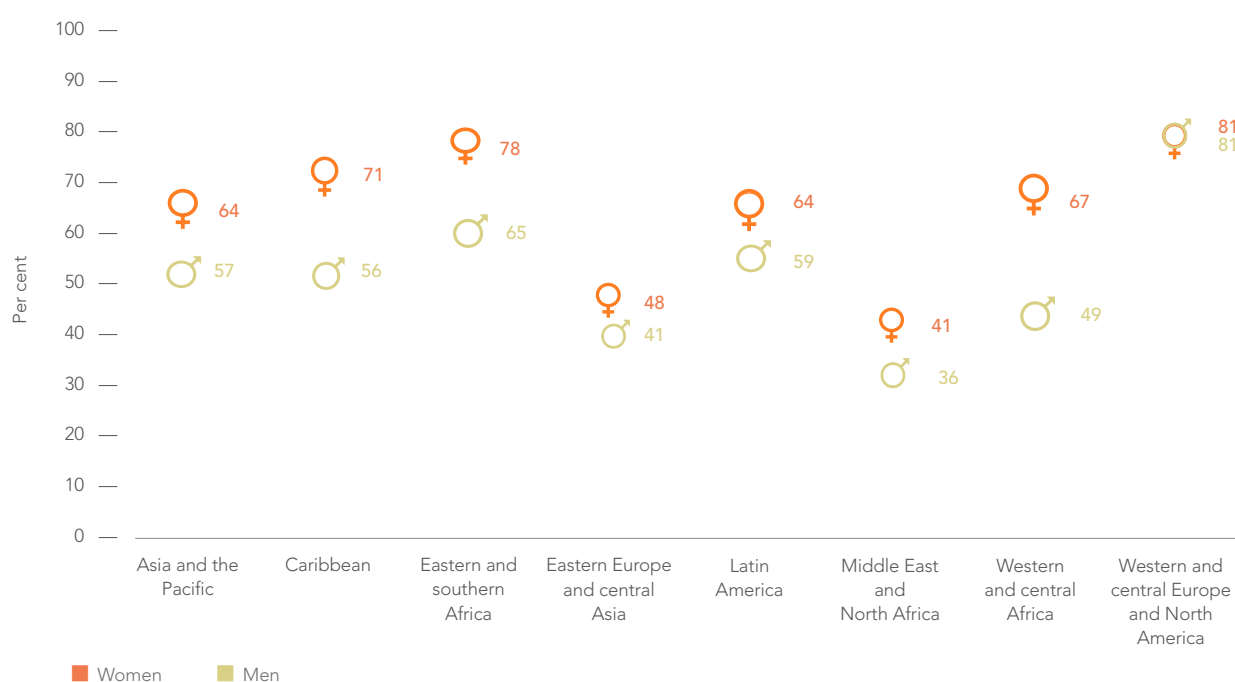 100
90
80
70
60
50
40
30
20
10
0
Per cent
64
57
71
56
78
65
48
41
64
59
41
36
67
49
81
81
Asia and the
Pacific
Caribbean
Eastern and
southern
Africa
Eastern Europe
and central
Asia
Latin
America
Middle East
and
North Africa
Western
and central
Africa
Western and
central Europe
and North
America
Women
Men